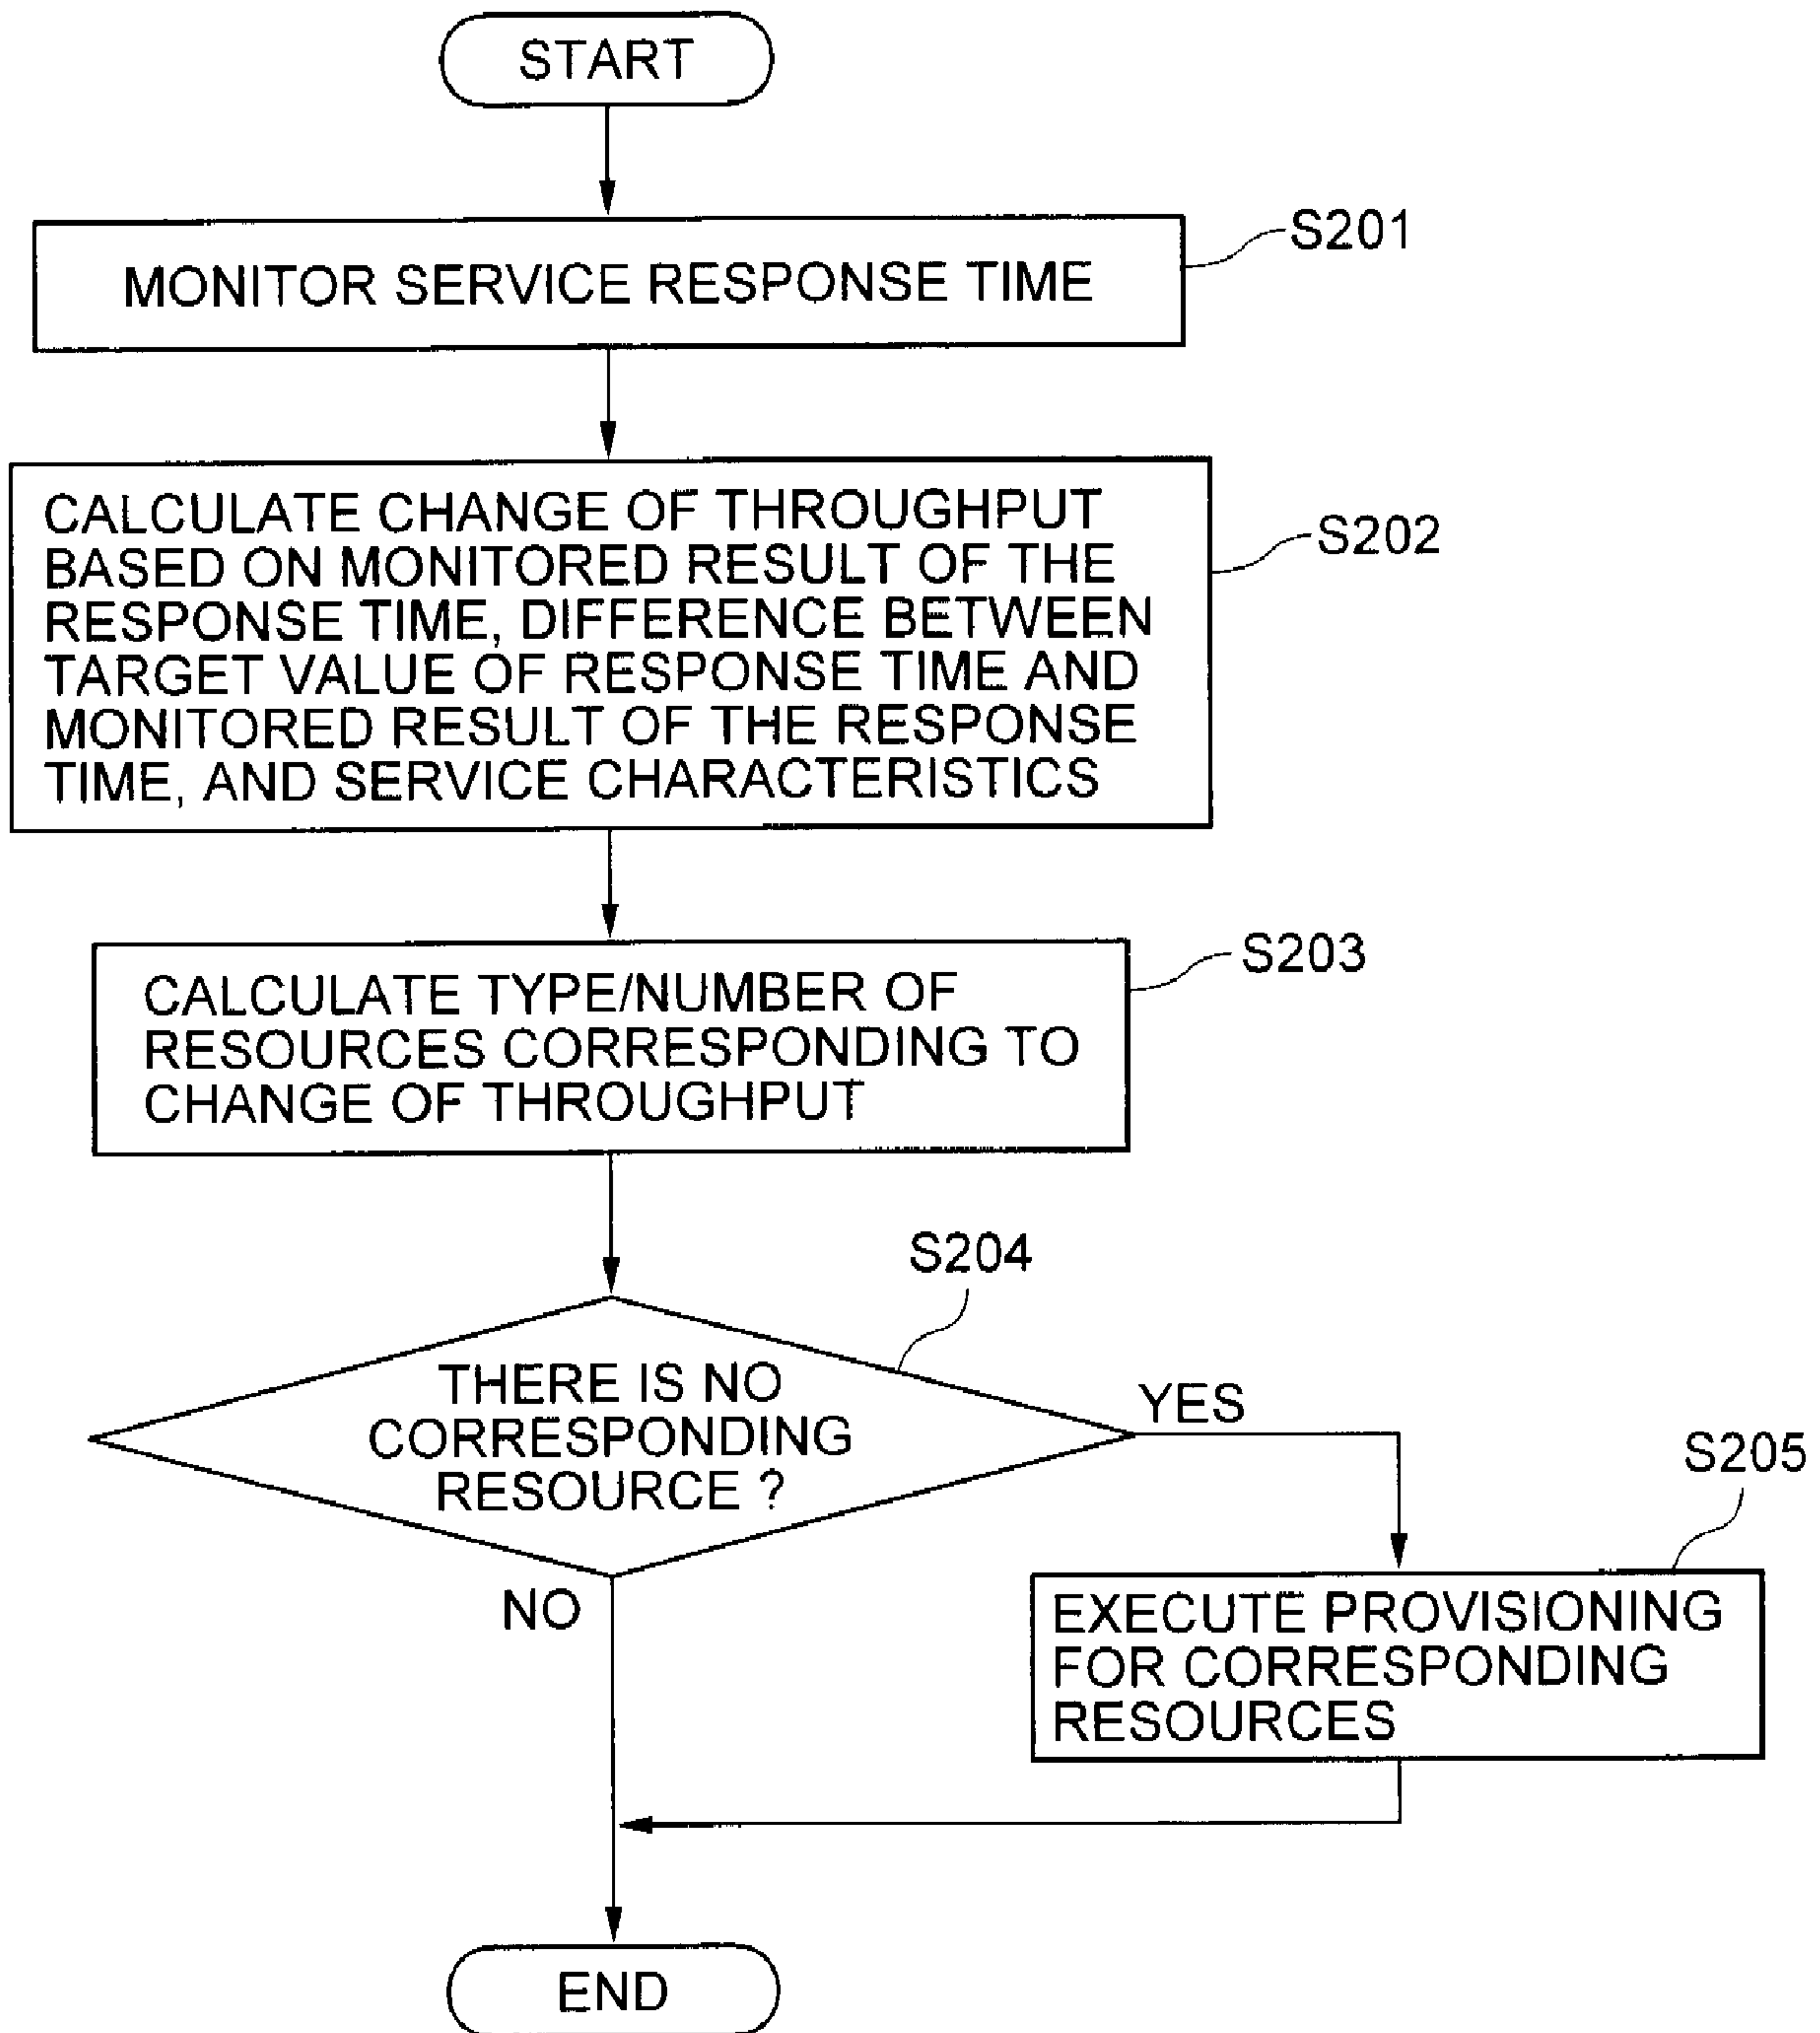 START
MONITOR SERVICE RESPONSE TIME
S201
CALCULATE CHANGE OF THROUGHPUT
BASED ON MONITORED RESULT OF THE
RESPONSE TIME, DIFFERENCE BETWEEN
TARGET VALUE OF RESPONSE TIME AND
MONITORED RESULT OF THE RESPONSE
TIME, AND SERVICE CHARACTERISTICS
S202
CALCULATE TYPE/NUMBER OF
RESOURCES CORRESPONDING TO
CHANGE OF THROUGHPUT
S203
S204
THERE IS NO
CORRESPONDING
RESOURCE ?
YES
NO
S205
EXECUTE PROVISIONING
FOR CORRESPONDING
RESOURCES
END